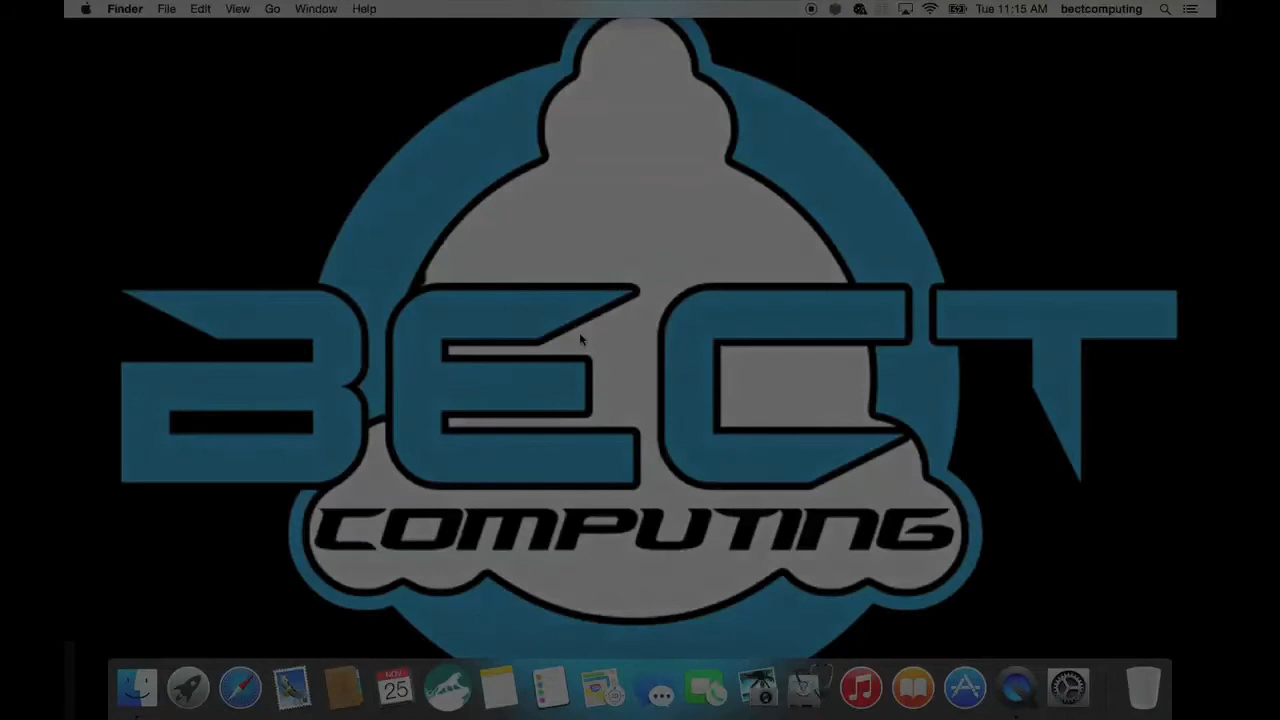 Finder File Edit View Go Window Help Tue 11:15 AM bectcomputing
BECT
COMPUTING
NOV
25